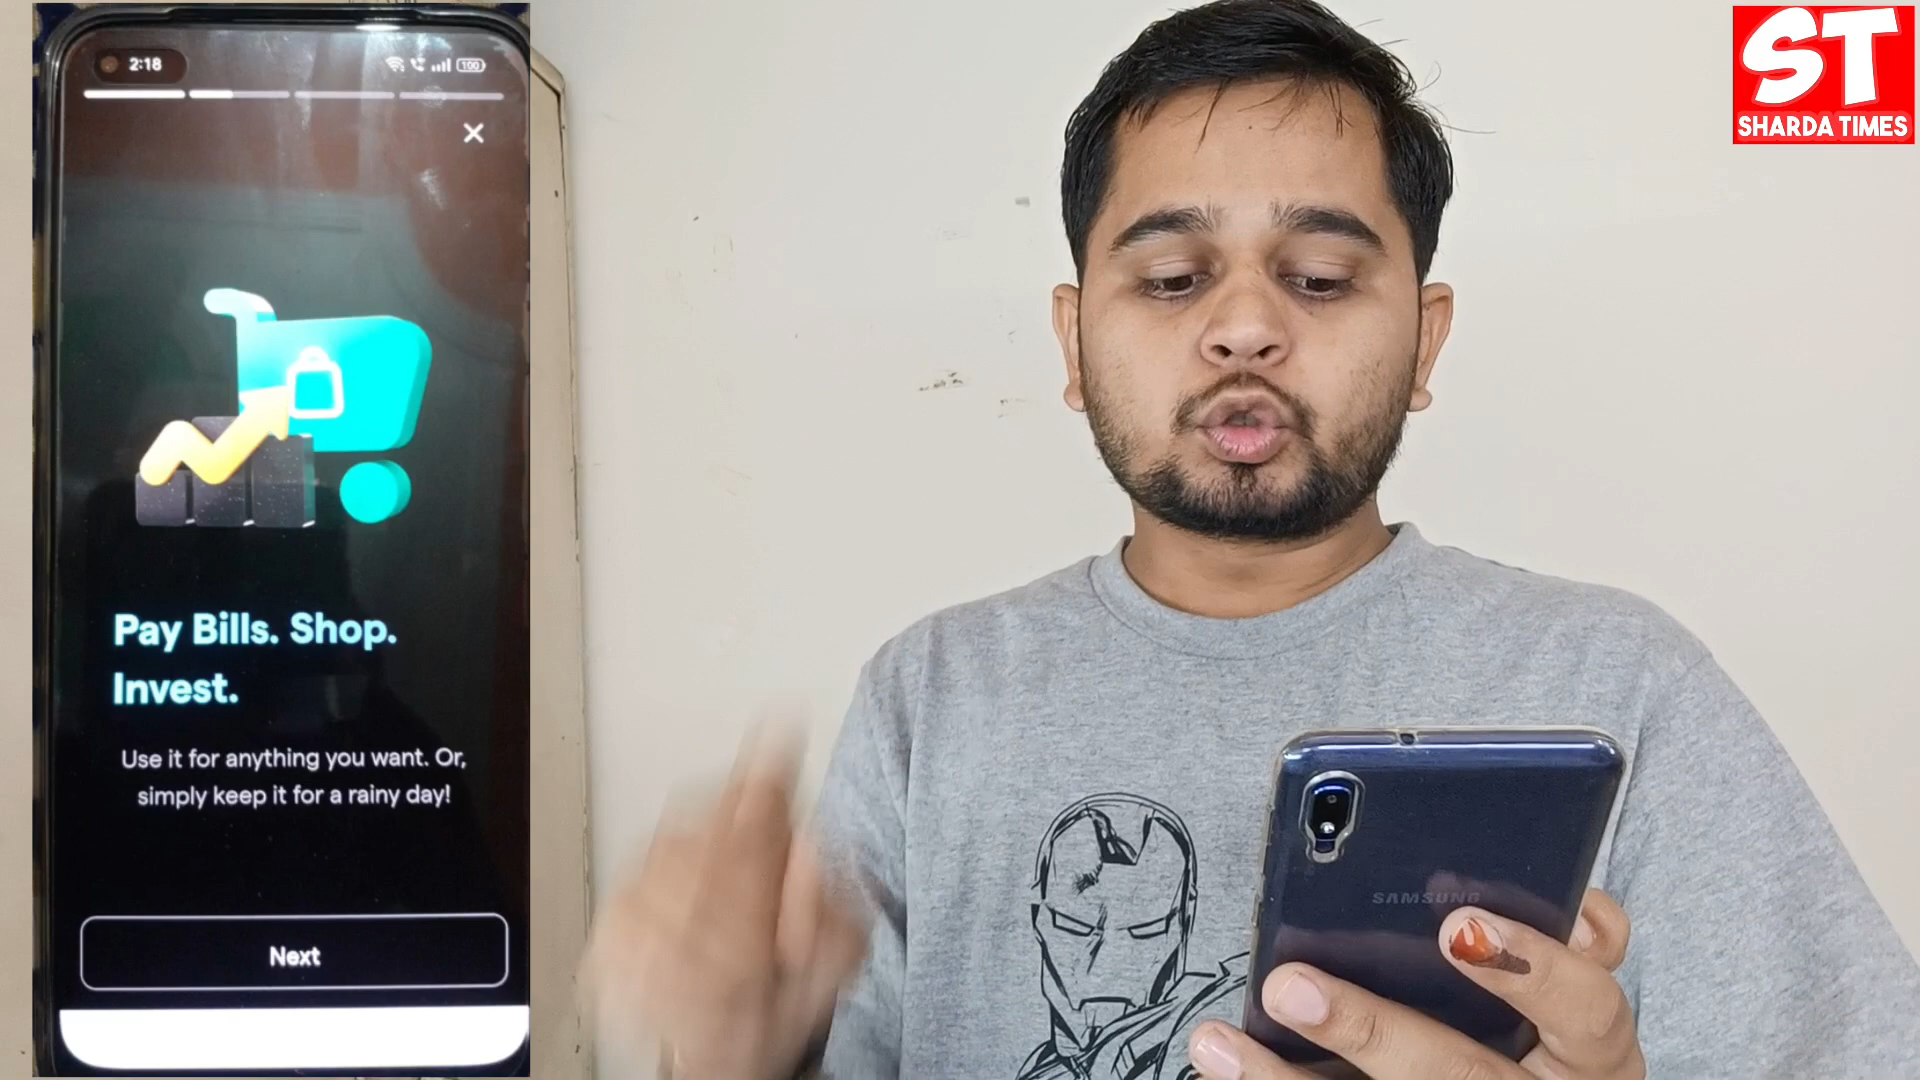 2:18
100
Pay Bills. Shop.
Invest.
Use it for anything you want. Or,
simply keep it for a rainy day!
Next
ST
SHARDA TIMES
SAMSUNG